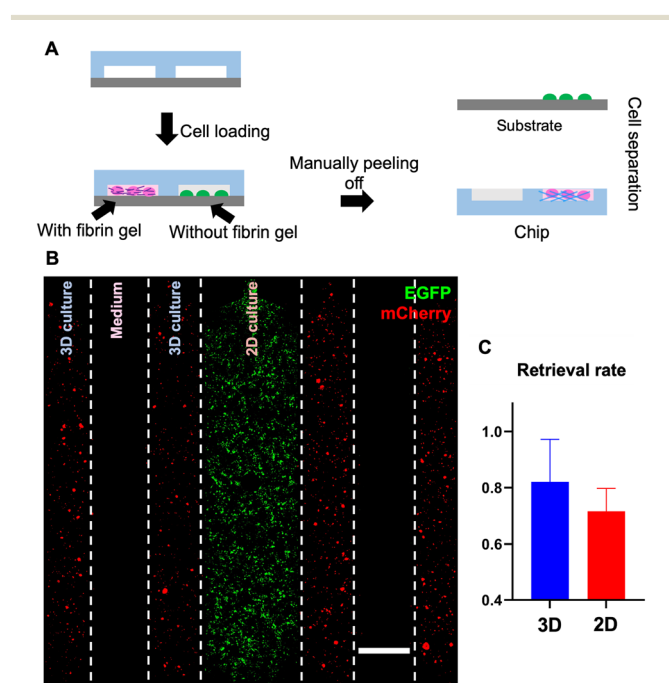 A
Cell loading
With fibrin gel
Without fibrin gel
Manually peeling
off
Substrate
Chip
Cell separation
B
3D culture
Medium
3D culture
2D culture
EGFP
mCherry
C
Retrieval rate
1.0
0.8
0.6
0.4
3D
2D